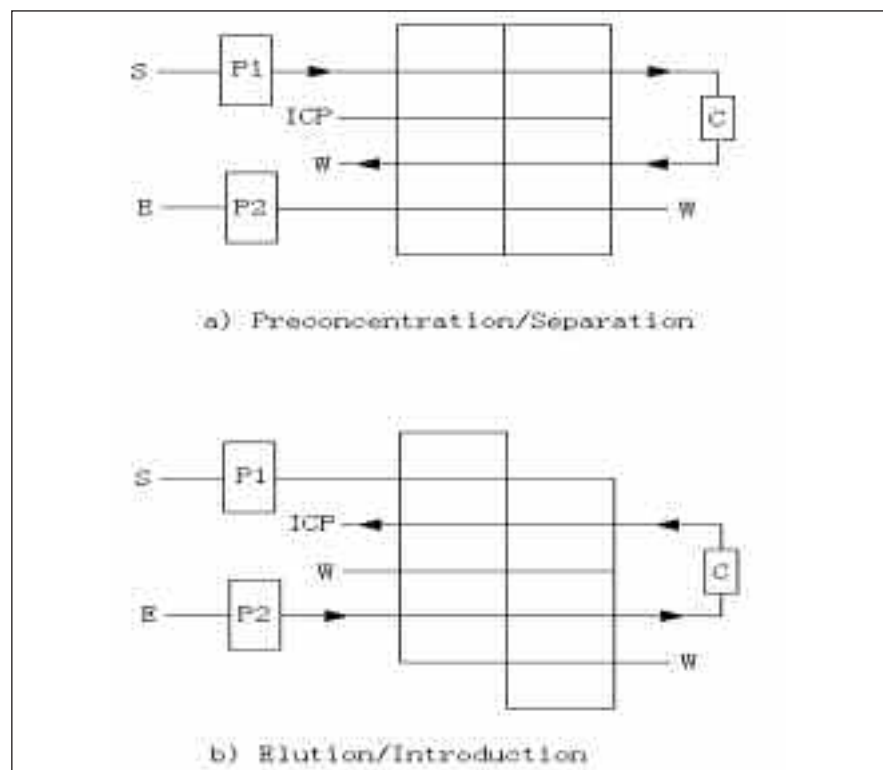 S P1
ICP C
W
E P2 W
a) Preconcentration/Separation
S P1
ICP
W C
E P2
W
b) Elution/Introduction